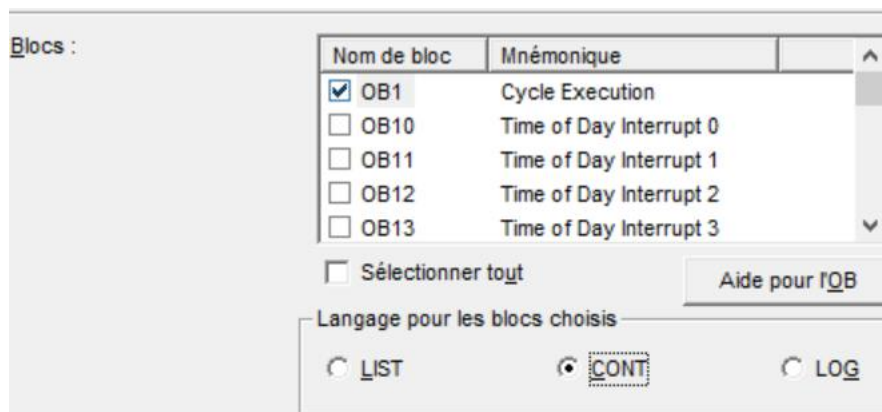 Blocs :
Nom de bloc Mnémonique
OB1 Cycle Execution
OB10 Time of Day Interrupt 0
OB11 Time of Day Interrupt 1
OB12 Time of Day Interrupt 2
OB13 Time of Day Interrupt 3
Sélectionner tout
Aide pour l'OB
Langage pour les blocs choisis
LIST CONT LOG